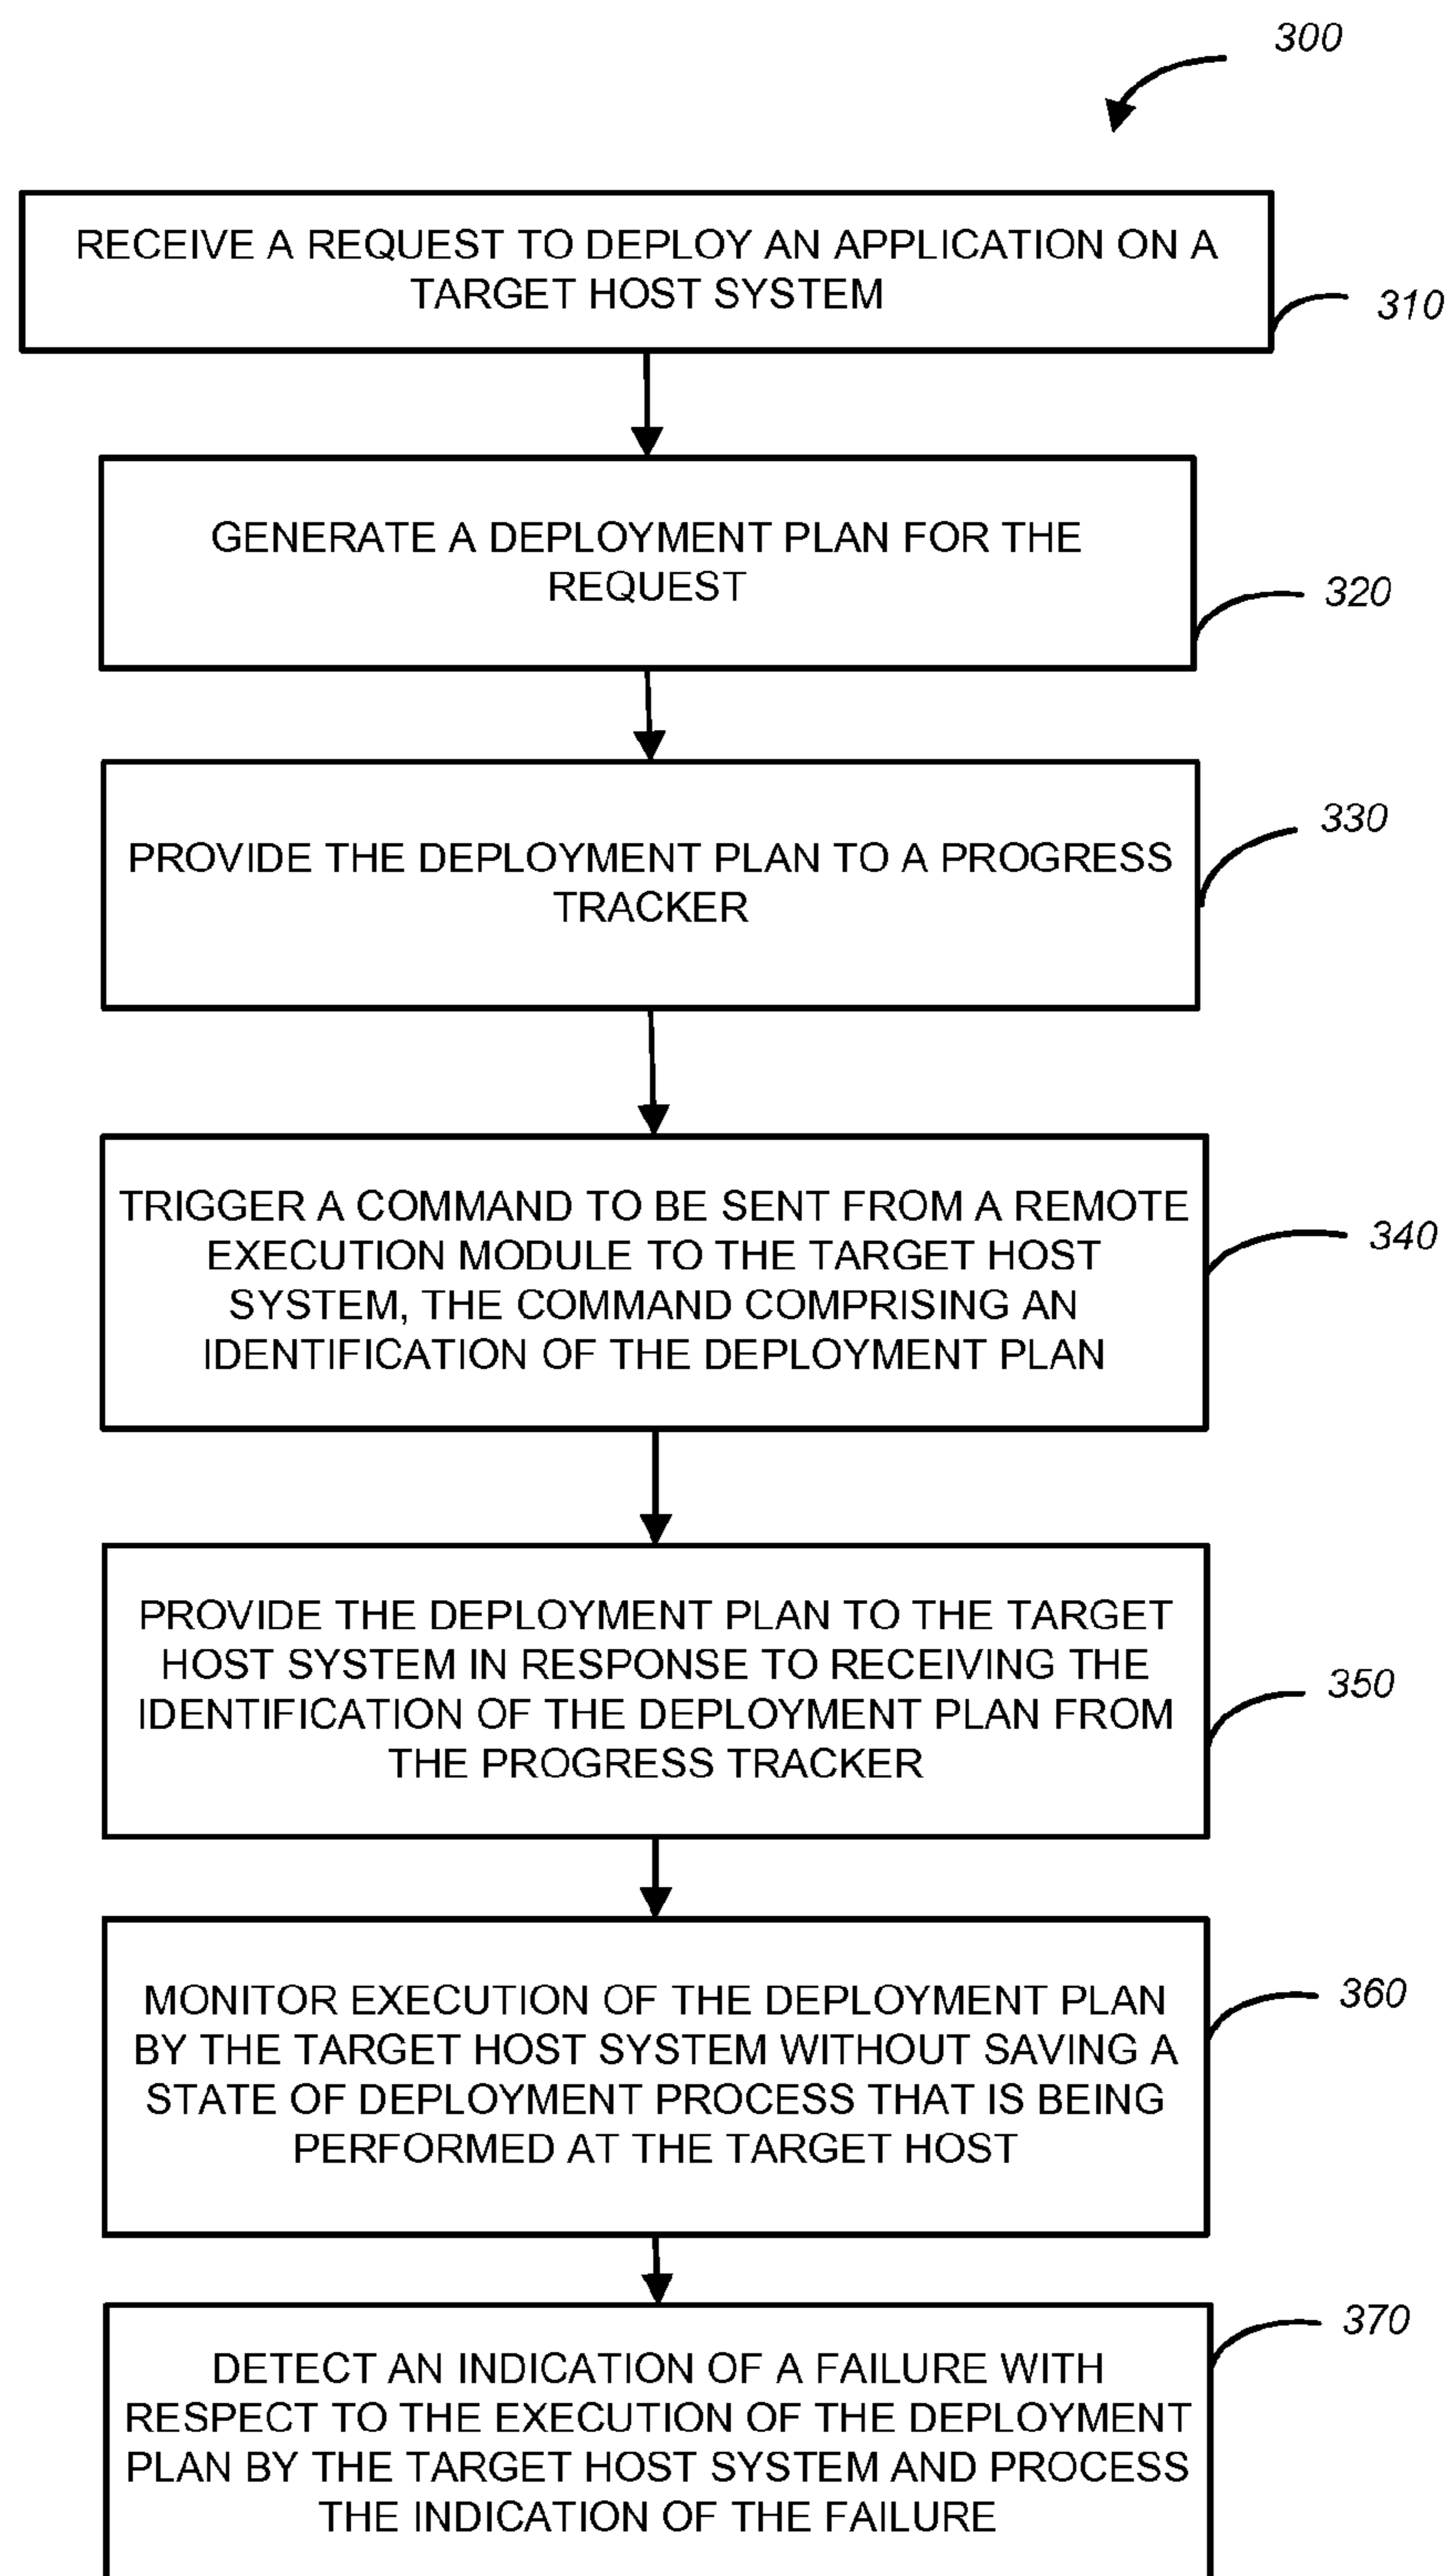 300
RECEIVE A REQUEST TO DEPLOY AN APPLICATION ON A
TARGET HOST SYSTEM
310
GENERATE A DEPLOYMENT PLAN FOR THE
REQUEST
320
PROVIDE THE DEPLOYMENT PLAN TO A PROGRESS
TRACKER
330
TRIGGER A COMMAND TO BE SENT FROM A REMOTE
EXECUTION MODULE TO THE TARGET HOST
SYSTEM, THE COMMAND COMPRISING AN
IDENTIFICATION OF THE DEPLOYMENT PLAN
340
PROVIDE THE DEPLOYMENT PLAN TO THE TARGET
HOST SYSTEM IN RESPONSE TO RECEIVING THE
IDENTIFICATION OF THE DEPLOYMENT PLAN FROM
THE PROGRESS TRACKER
350
MONITOR EXECUTION OF THE DEPLOYMENT PLAN
BY THE TARGET HOST SYSTEM WITHOUT SAVING A
STATE OF DEPLOYMENT PROCESS THAT IS BEING
PERFORMED AT THE TARGET HOST
360
DETECT AN INDICATION OF A FAILURE WITH
RESPECT TO THE EXECUTION OF THE DEPLOYMENT
PLAN BY THE TARGET HOST SYSTEM AND PROCESS
THE INDICATION OF THE FAILURE
370